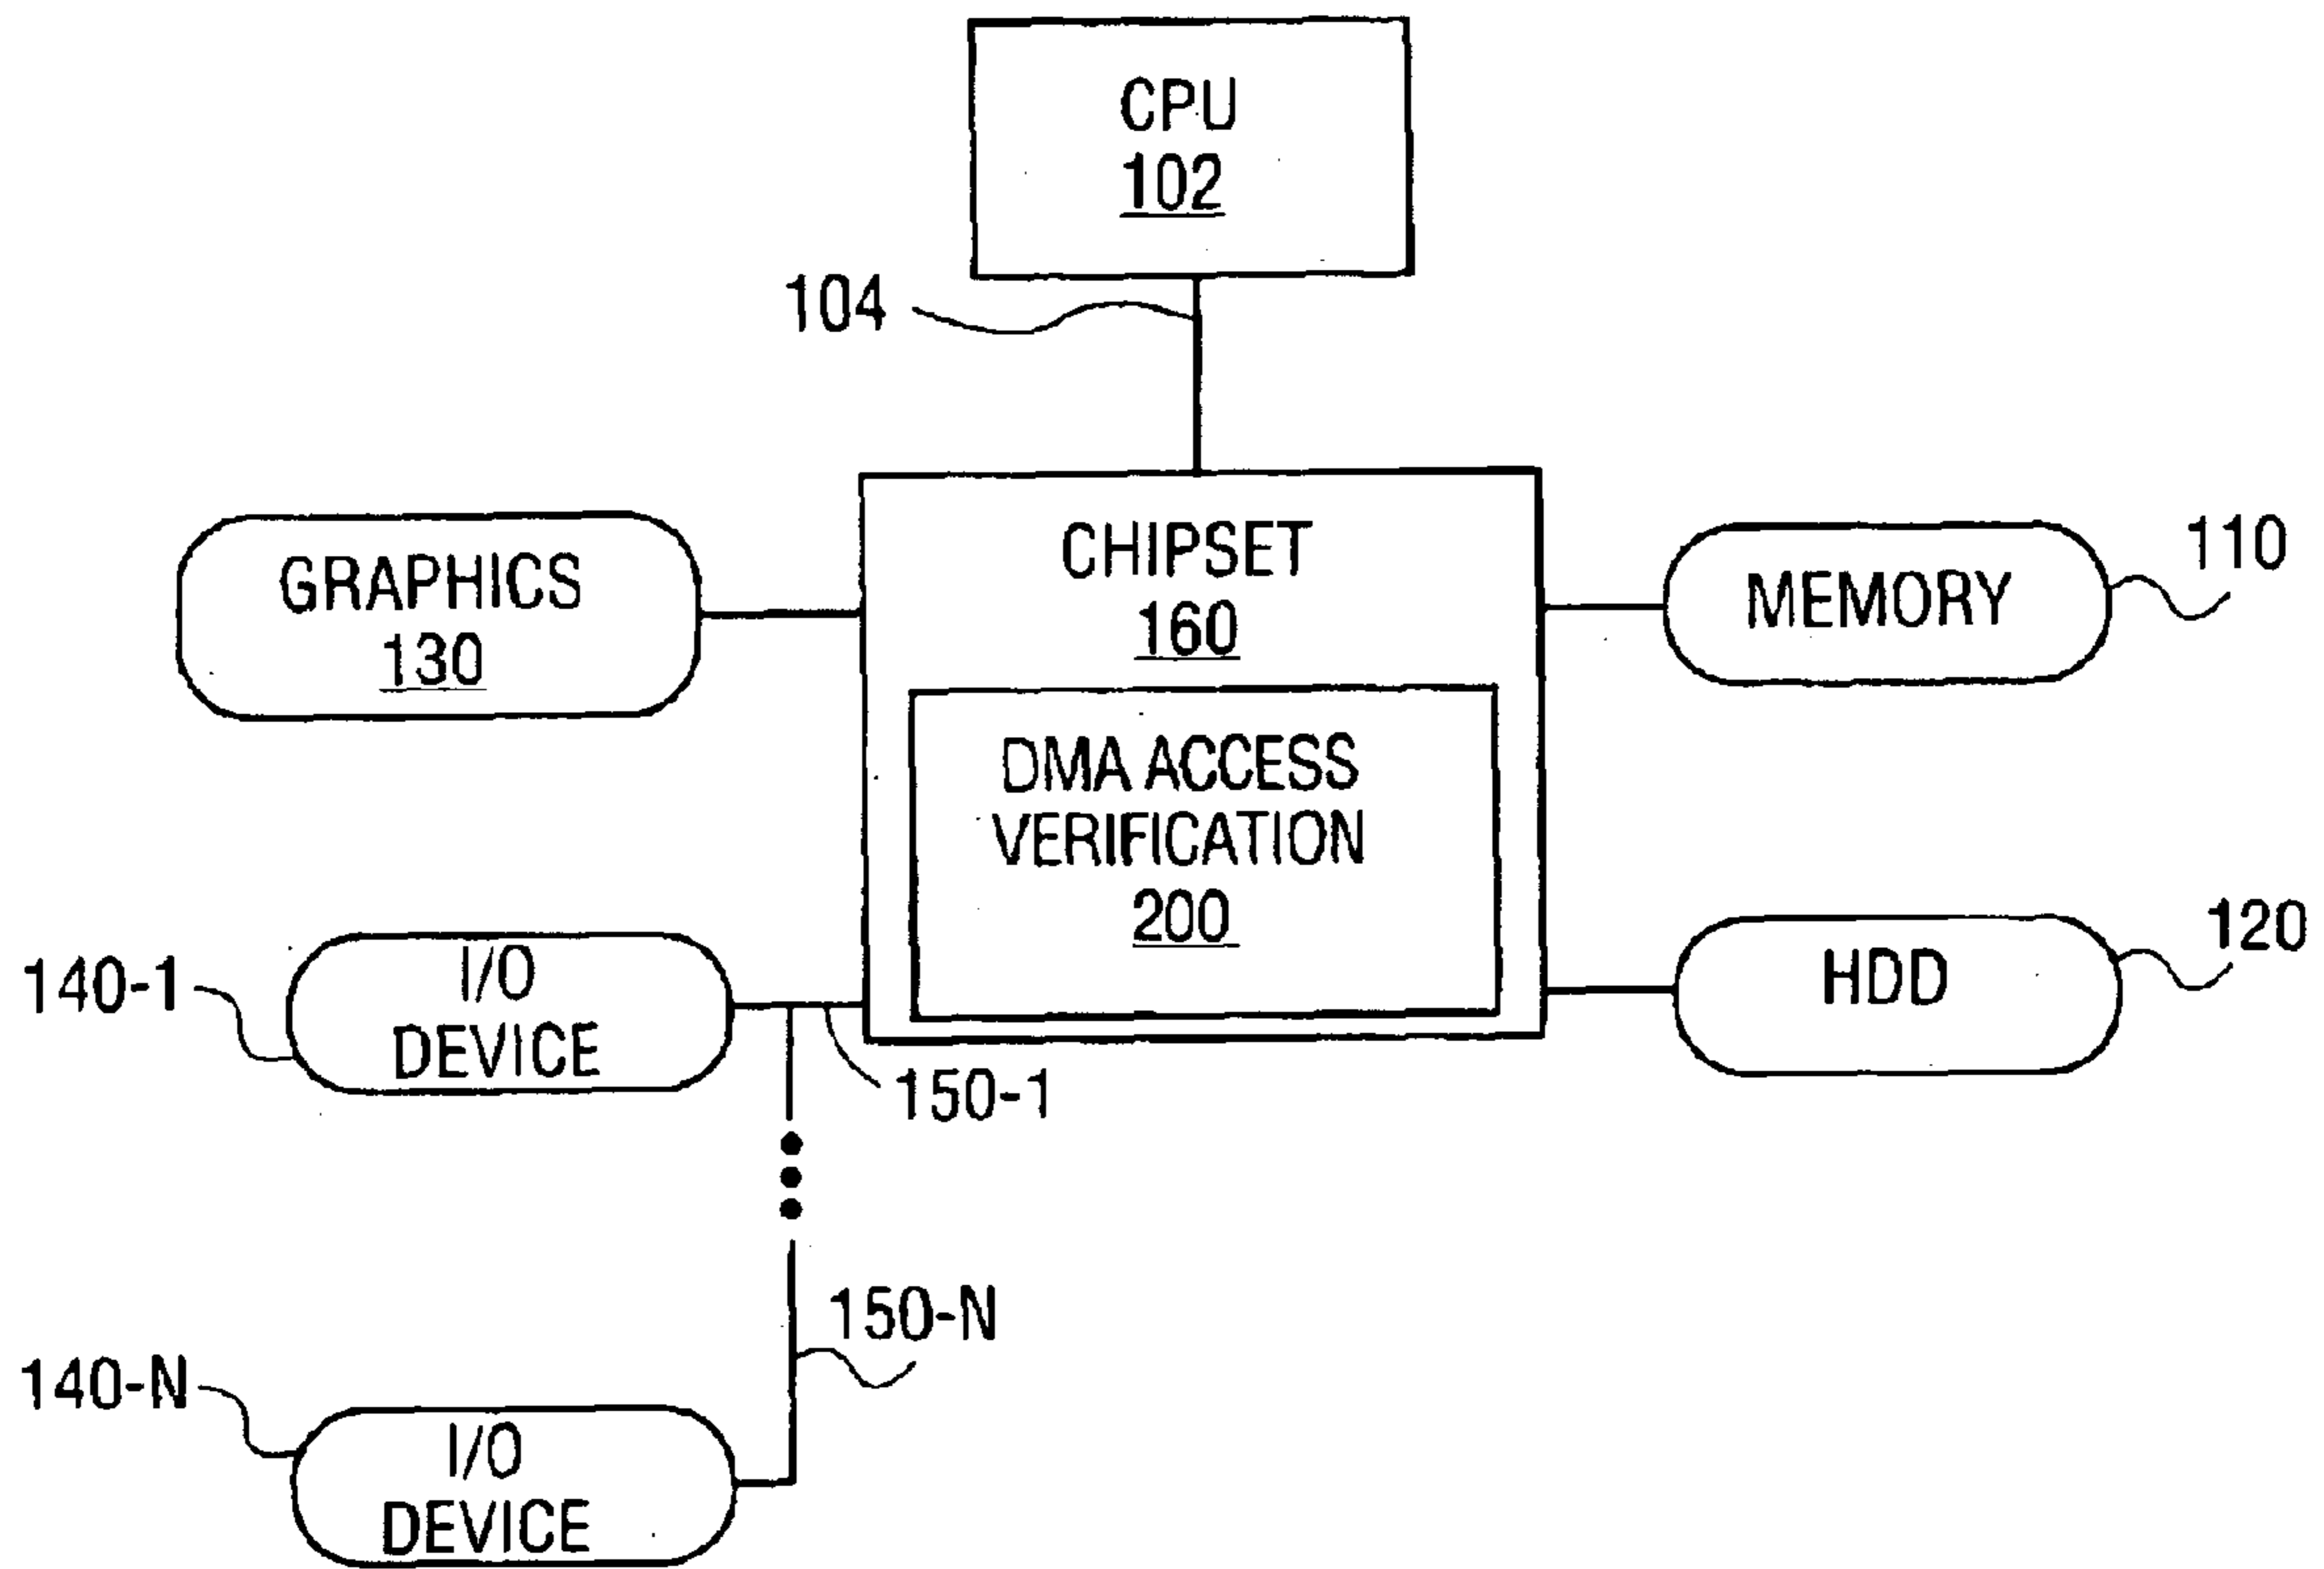 CPU
102
104
CHIPSET
160
GRAPHICS
130
MEMORY
110
DMA ACCESS
VERIFICATION
200
140-1
I/O
DEVICE
150-1
HDD
120
150-N
140-N
I/O
DEVICE